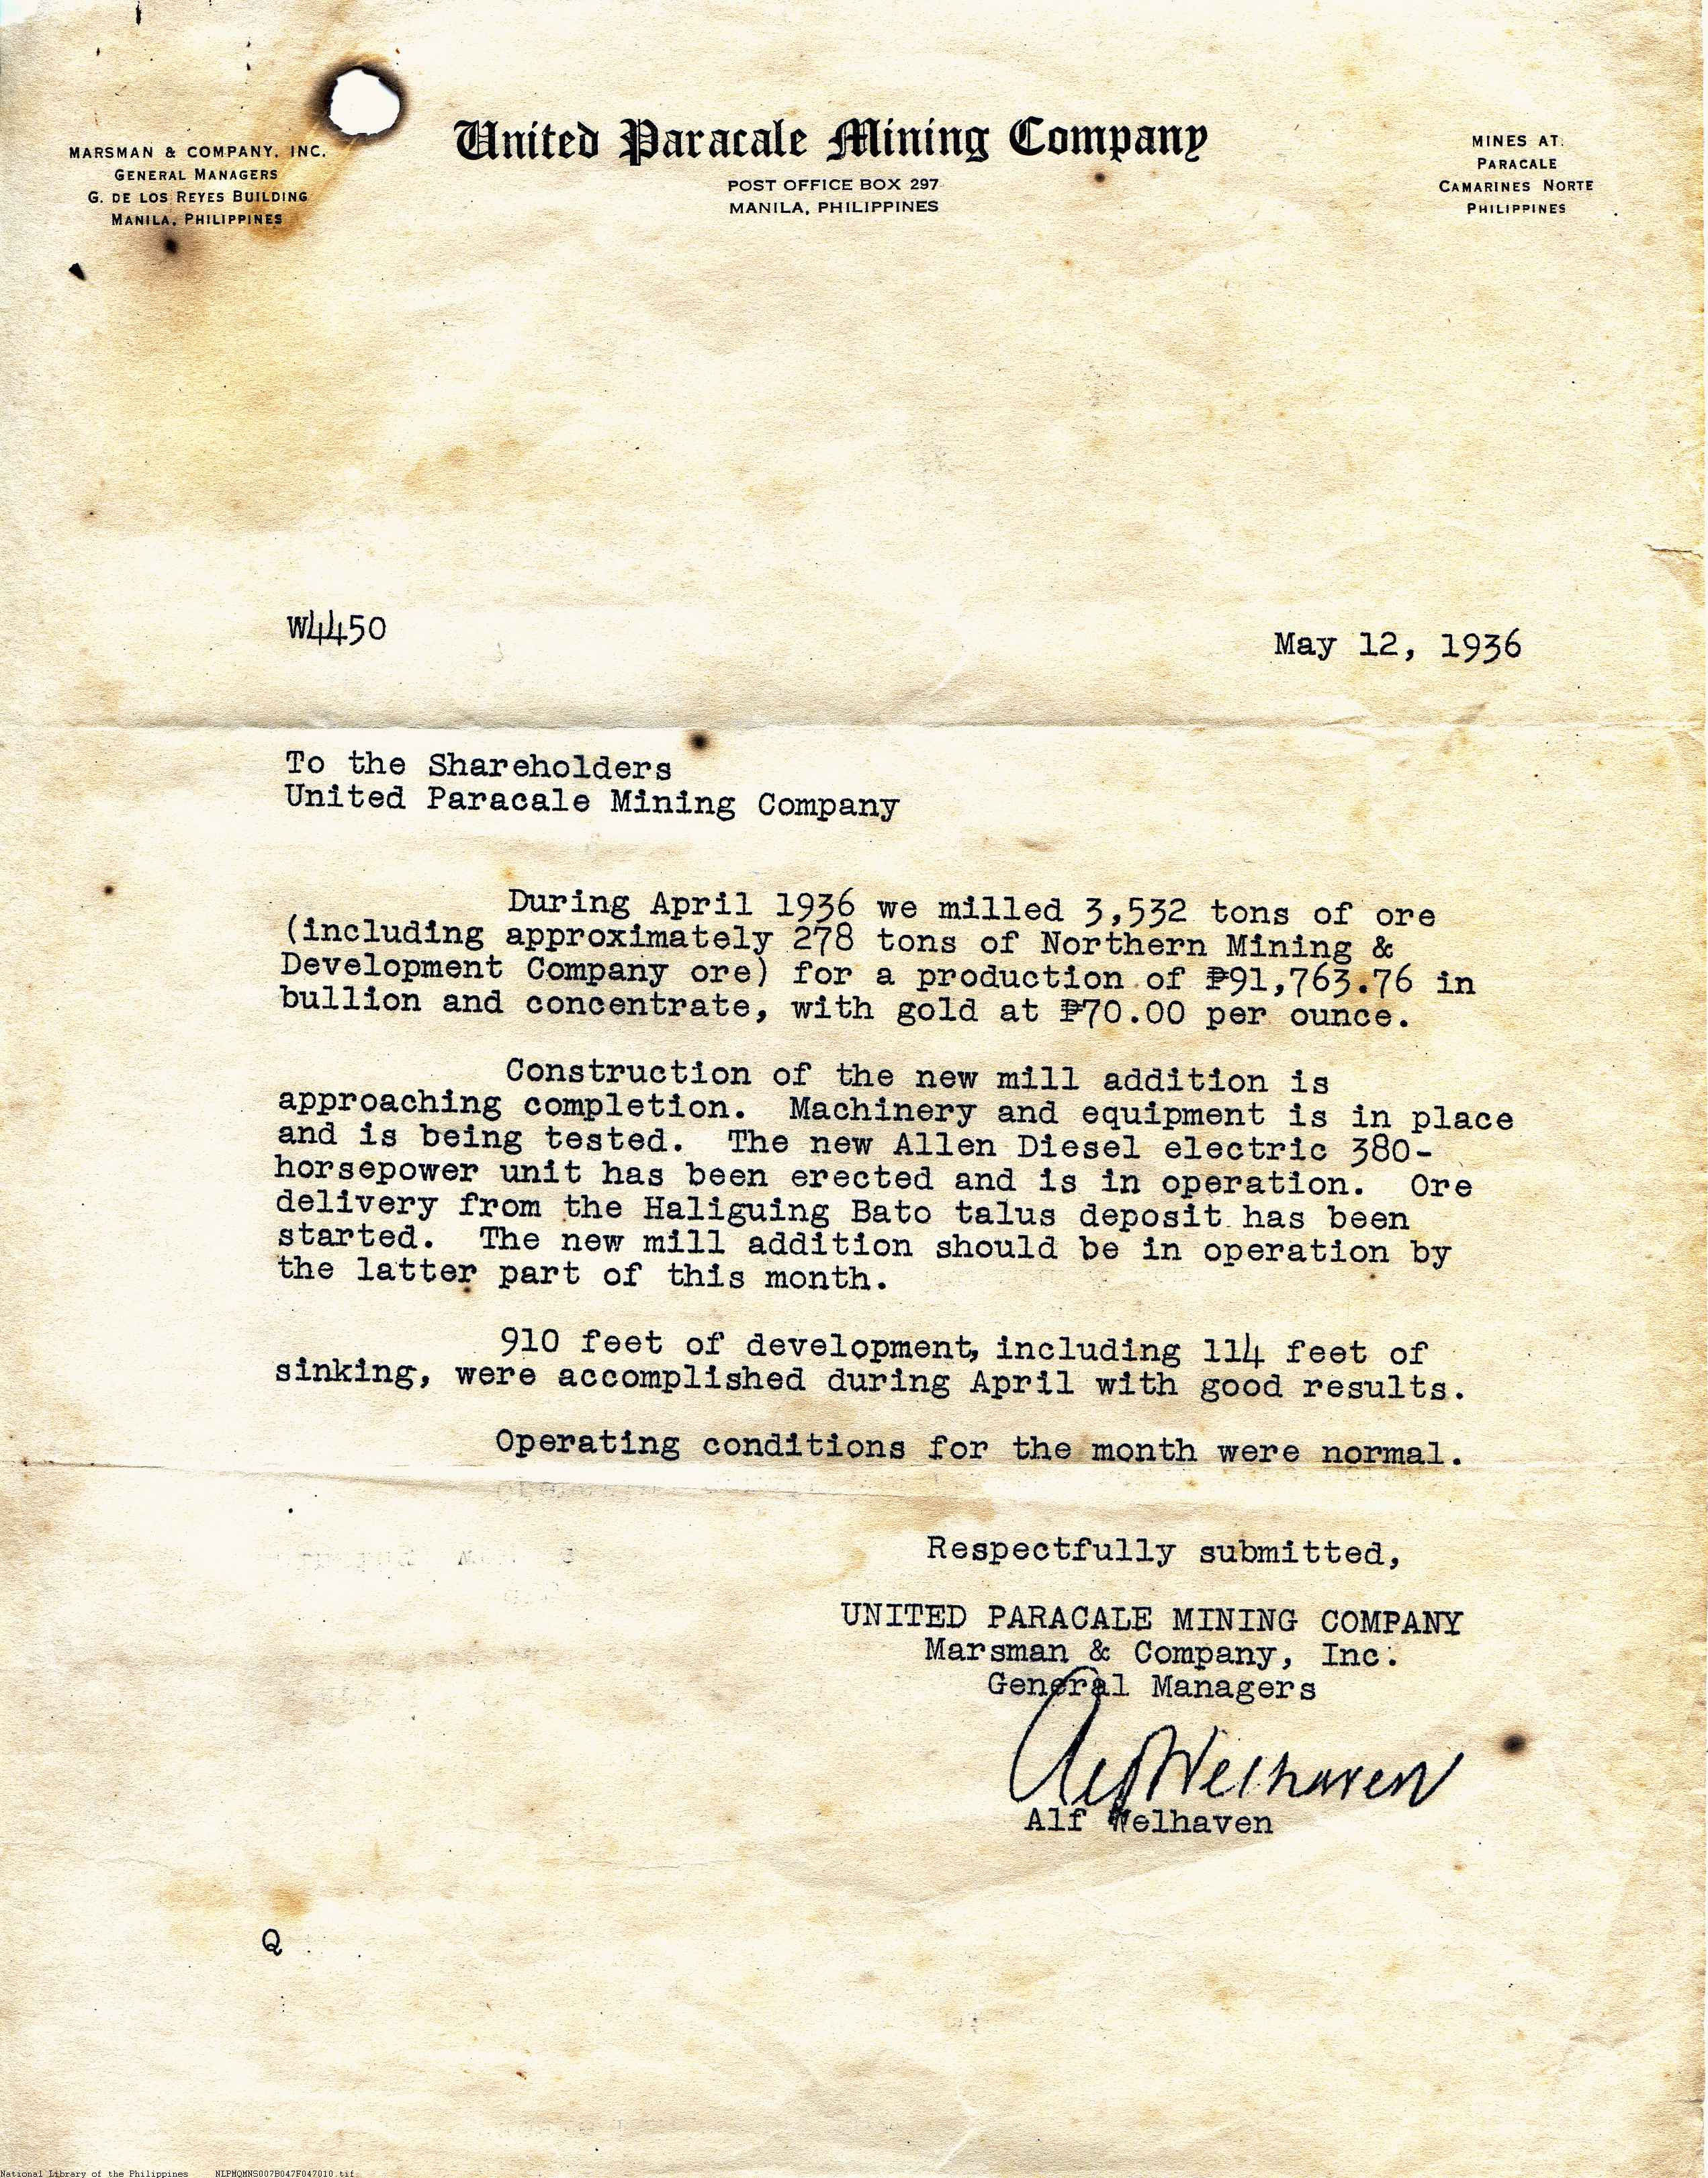 United Paracale Mining Company
POST OFFICE BOX 297
MANILA, PHILIPPINES
MARSMAN & COMPANY, INC.
GENERAL MANAGERS
G. DE LOS REYES BUILDING
MANILA, PHILIPPINES
MINES AT:
PARACALE
CAMARINES NORTE
PHILIPPINES
W4450
May 12, 1936
To the Shareholders
United Paracale Mining Company
During April 1936 we milled 3,532 tons of ore
(including approximately 278 tons of Northern Mining &
Development Company ore) for a production of ₱91,763.76 in
bullion and concentrate, with gold at ₱70.00 per ounce.
Construction of the new mill addition is
approaching completion. Machinery and equipment is in place
and is being tested. The new Allen Diesel electric 380-
horsepower unit has been erected and is in operation. Ore
delivery from the Haliguing Bato talus deposit has been
started. The new mill addition should be in operation by
the latter part of this month.
910 feet of development, including 114 feet of
sinking, were accomplished during April with good results.
Operating conditions for the month were normal.
Respectfully submitted,
UNITED PARACALE MINING COMPANY
Marsman & Company, Inc.
General Managers
Alf Welhaven
Alf Welhaven
Q
National Library of the Philippines NLPMQMNS007B047F047010.tif